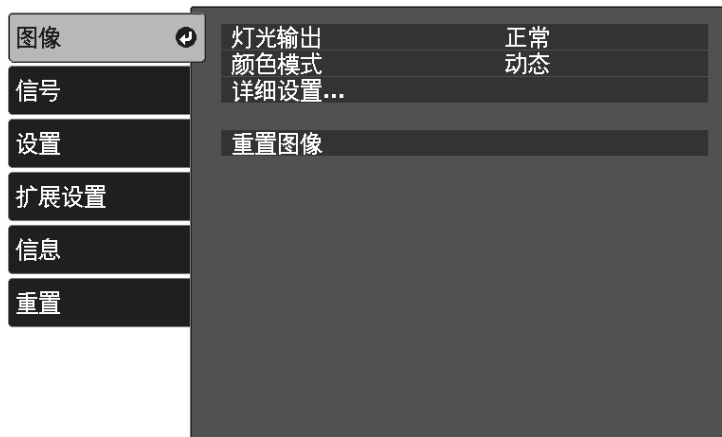 图像
信号
设置
扩展设置
信息
重置
灯光输出 正常
颜色模式 动态
详细设置...
重置图像